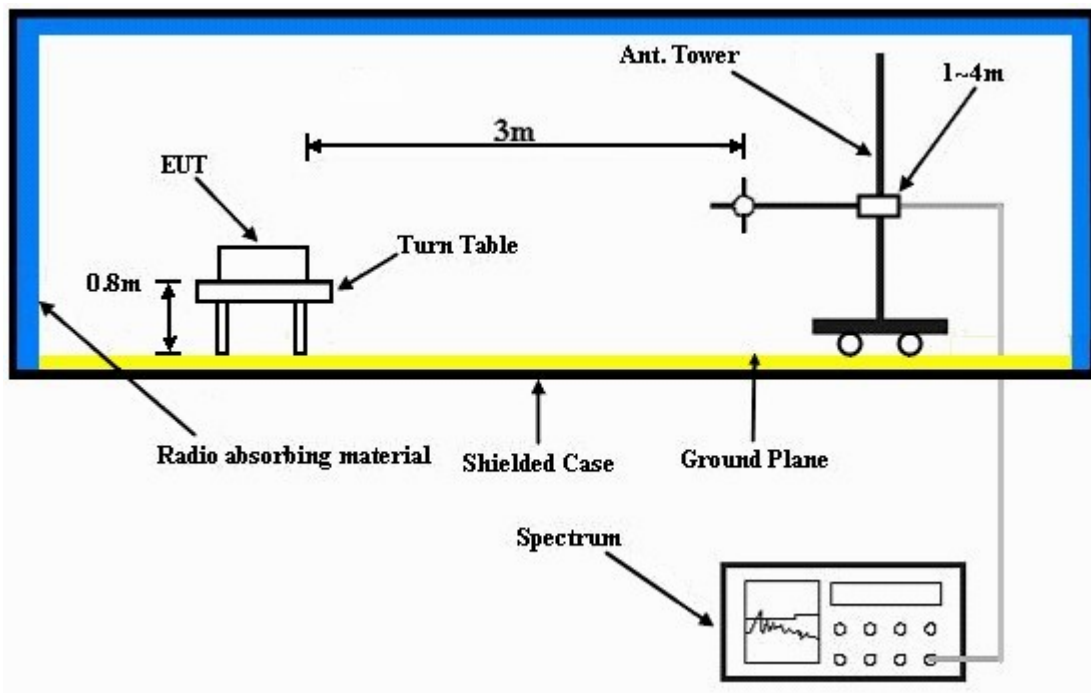 Ant. Tower
1~4m
3m
EUT
Turn Table
0.8m
Radio absorbing material
Shielded Case
Ground Plane
Spectrum